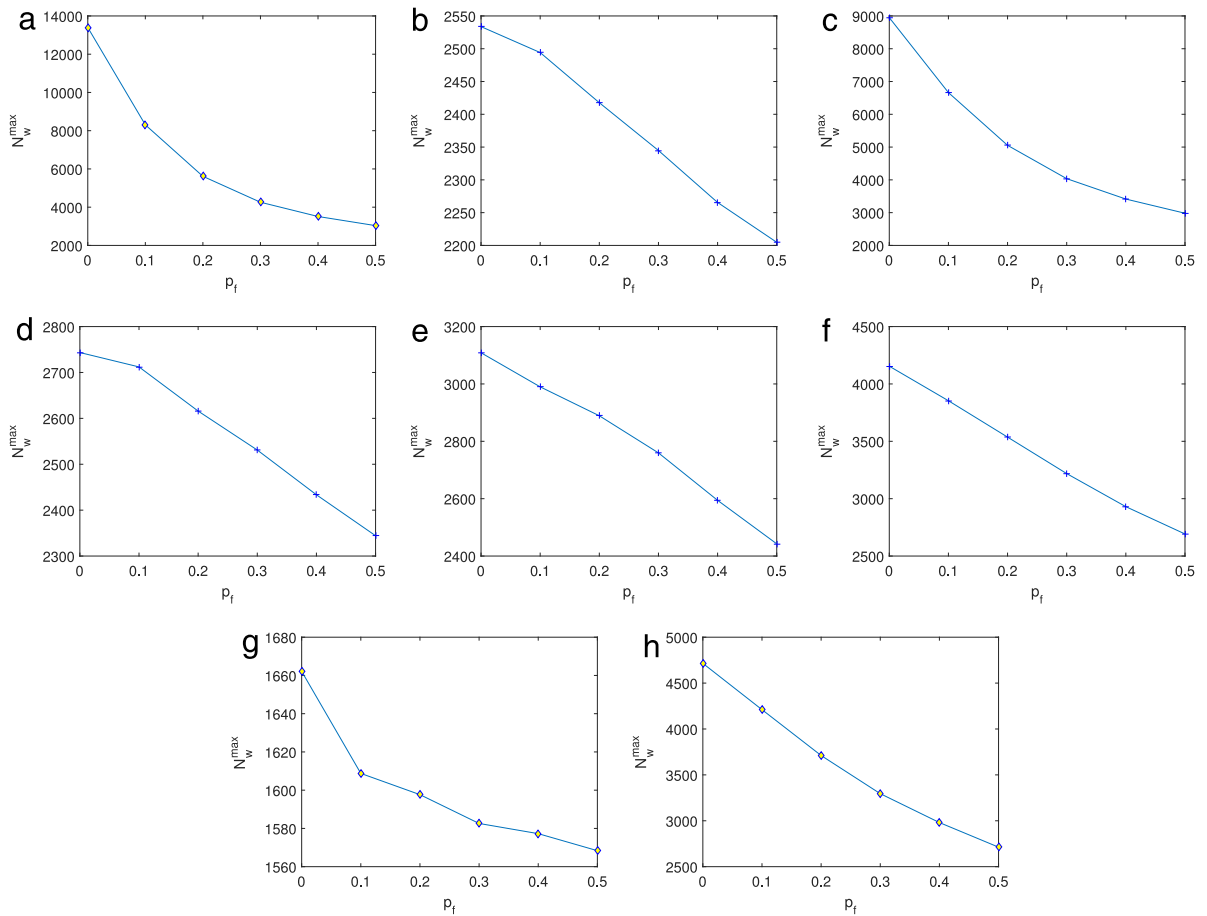 a
14000
12000
10000
8000
6000
4000
2000
N_w^max
0 0.1 0.2 0.3 0.4 0.5
p_f
b
2550
2500
2450
2400
2350
2300
2250
2200
N_w^max
0 0.1 0.2 0.3 0.4 0.5
p_f
c
9000
8000
7000
6000
5000
4000
3000
2000
N_w^max
0 0.1 0.2 0.3 0.4 0.5
p_f
d
2800
2700
2600
2500
2400
2300
N_w^max
0 0.1 0.2 0.3 0.4 0.5
p_f
e
3200
3000
2800
2600
2400
N_w^max
0 0.1 0.2 0.3 0.4 0.5
p_f
f
4500
4000
3500
3000
2500
N_w^max
0 0.1 0.2 0.3 0.4 0.5
p_f
g
1680
1660
1640
1620
1600
1580
1560
N_w^max
0 0.1 0.2 0.3 0.4 0.5
p_f
h
5000
4500
4000
3500
3000
2500
N_w^max
0 0.1 0.2 0.3 0.4 0.5
p_f